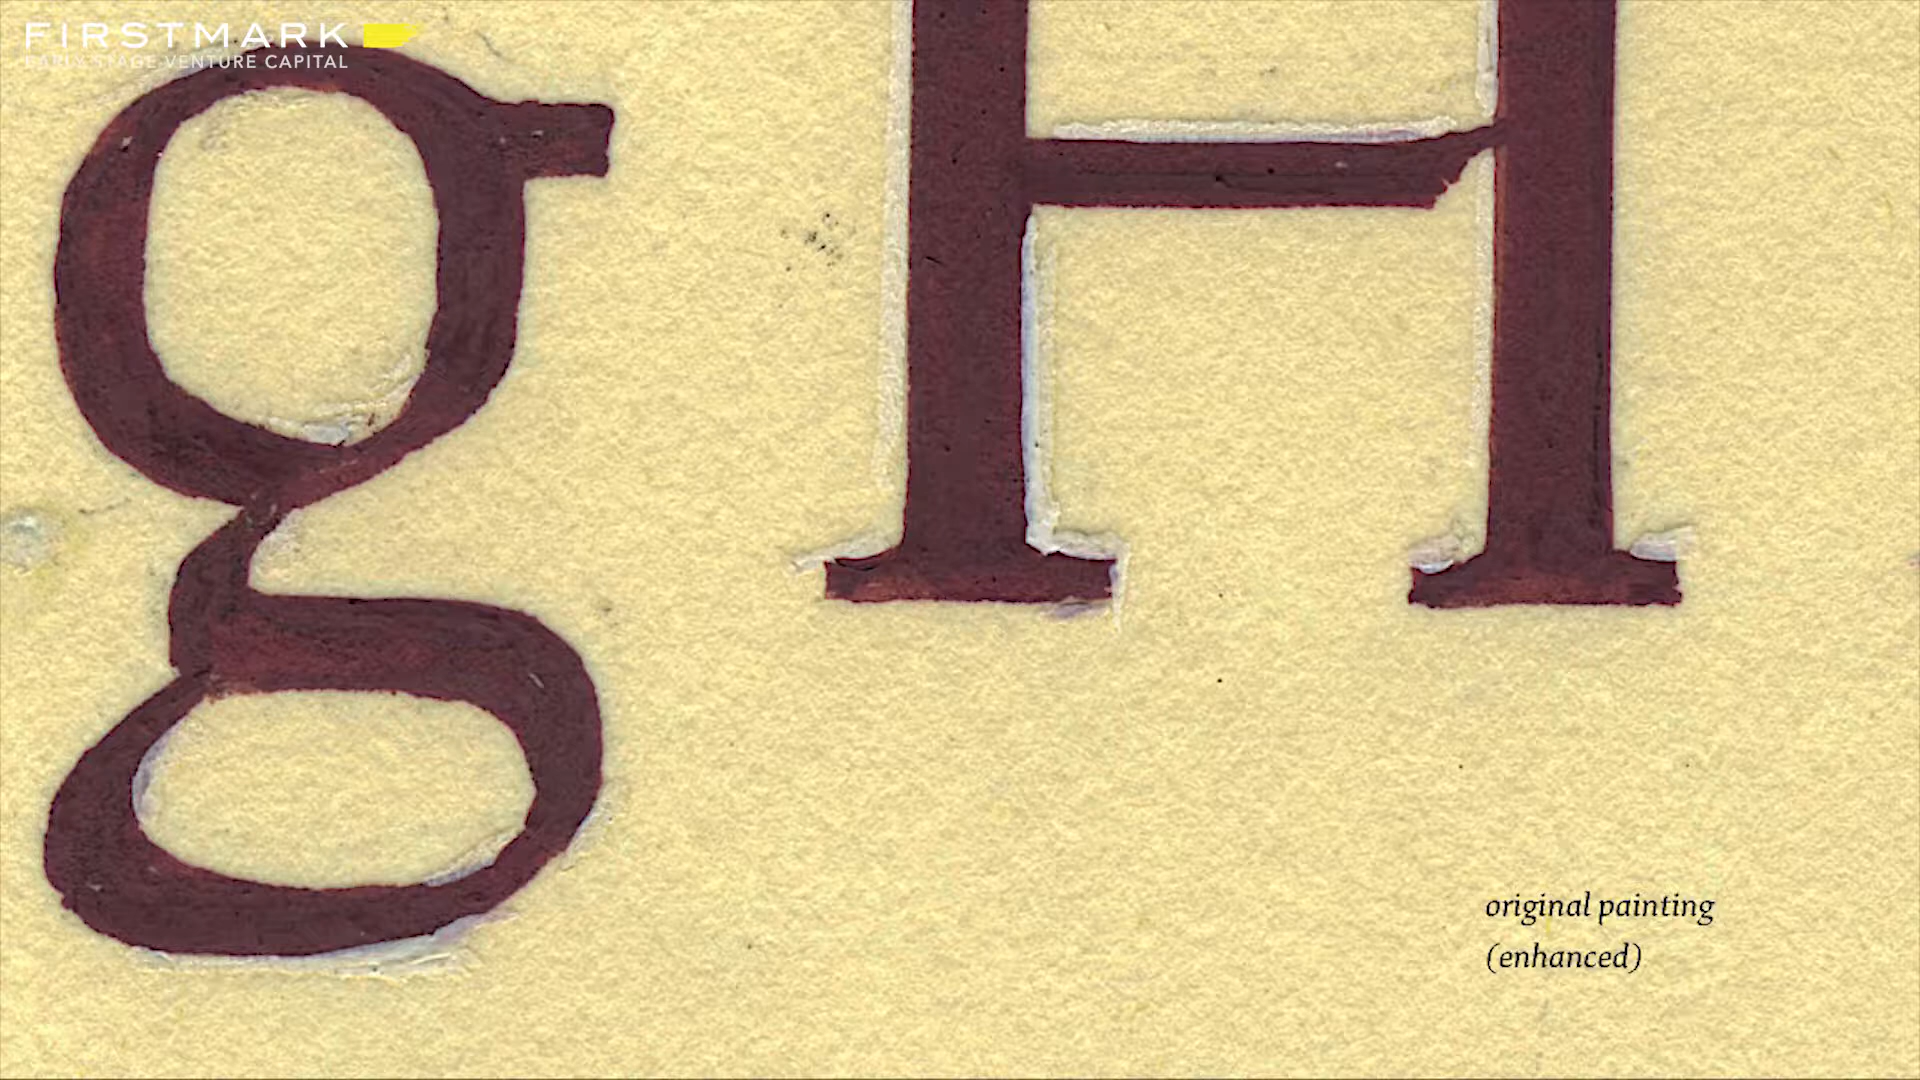 FIRSTMARK
EARLY STAGE VENTURE CAPITAL
g H
original painting
(enhanced)